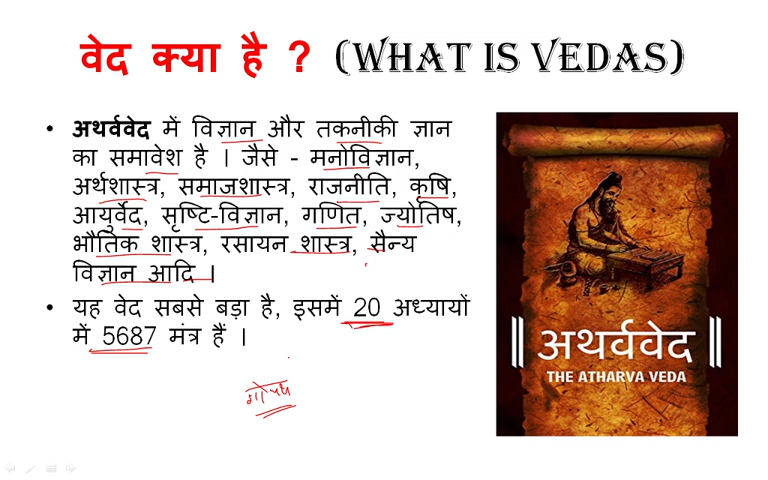 वेद क्या है ? (WHAT IS VEDAS)
• अथर्ववेद में विज्ञान और तकनीकी ज्ञान
का समावेश है । जैसे - मनोविज्ञान,
अर्थशास्त्र, समाजशास्त्र, राजनीति, कृषि,
आयुर्वेद, सृष्टि-विज्ञान, गणित, ज्योतिष,
भौतिक शास्त्र, रसायन शास्त्र, सैन्य
विज्ञान आदि ।
• यह वेद सबसे बड़ा है, इसमें 20 अध्यायों
में 5687 मंत्र हैं ।
गोपथ
॥ अथर्ववेद ॥
THE ATHARVA VEDA